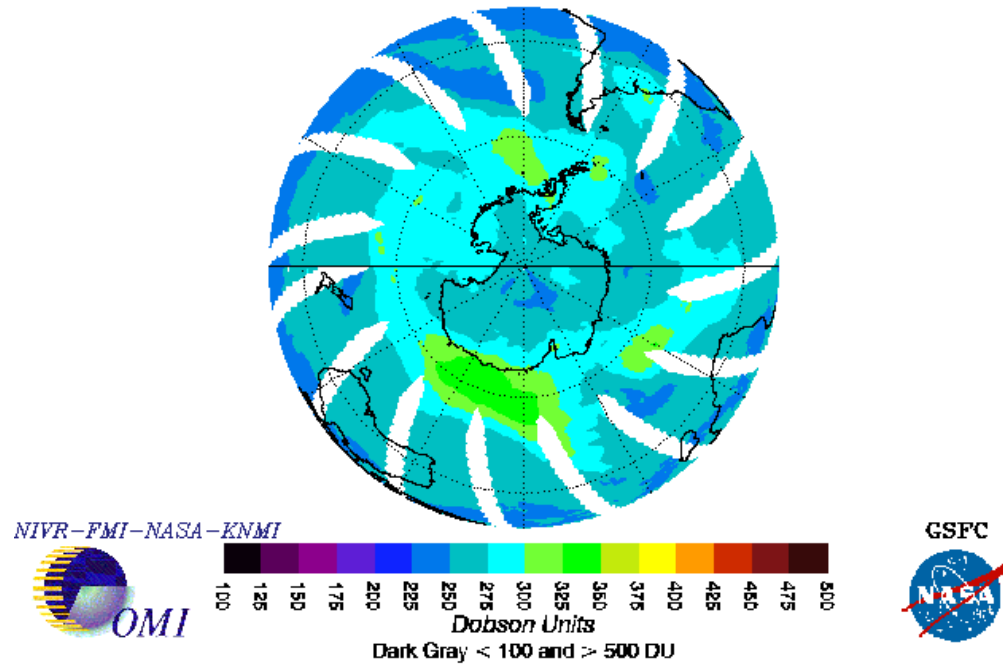 NIVR-FMI-NASA-KNMI
GSFC
OMI
NASA
100 125 150 175 200 225 250 275 300 325 350 375 400 425 450 475 500
Dobson Units
Dark Gray < 100 and > 500 DU